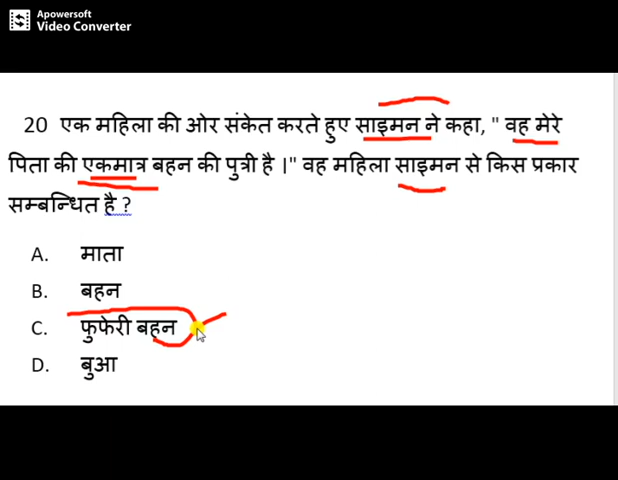 Apowersoft
Video Converter
20 एक महिला की ओर संकेत करते हुए साइमन ने कहा, " वह मेरे
पिता की एकमात्र बहन की पुत्री है ।" वह महिला साइमन से किस प्रकार
सम्बन्धित है ?
A. माता
B. बहन
C. फुफेरी बहन
D. बुआ